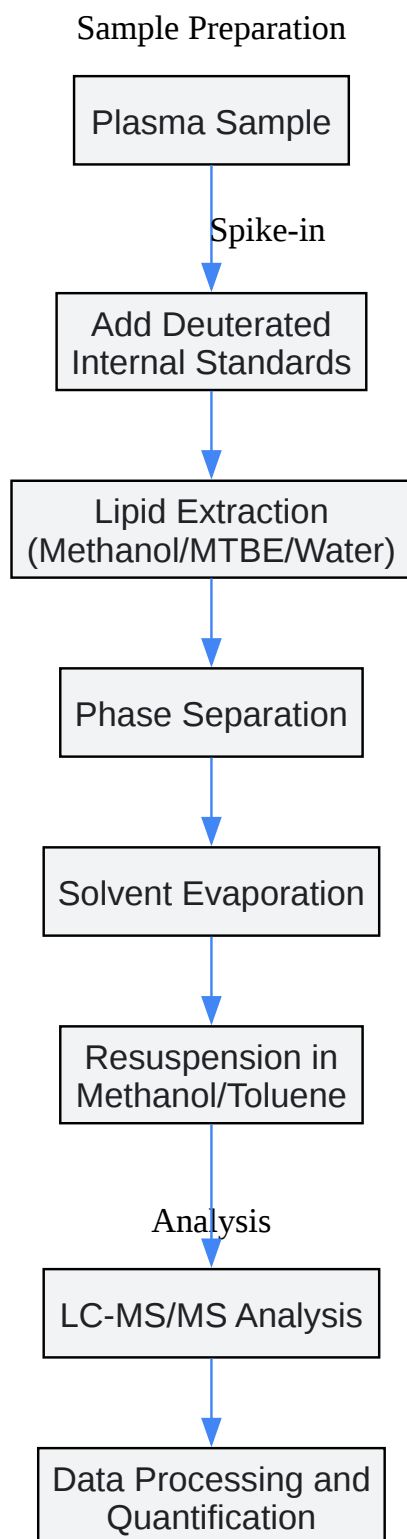 Sample Preparation
Plasma Sample
Spike-in
Add Deuterated
Internal Standards
Lipid Extraction
(Methanol/MTBE/Water)
Phase Separation
Solvent Evaporation
Resuspension in
Methanol/Toluene
Analysis
LC-MS/MS Analysis
Data Processing and
Quantification